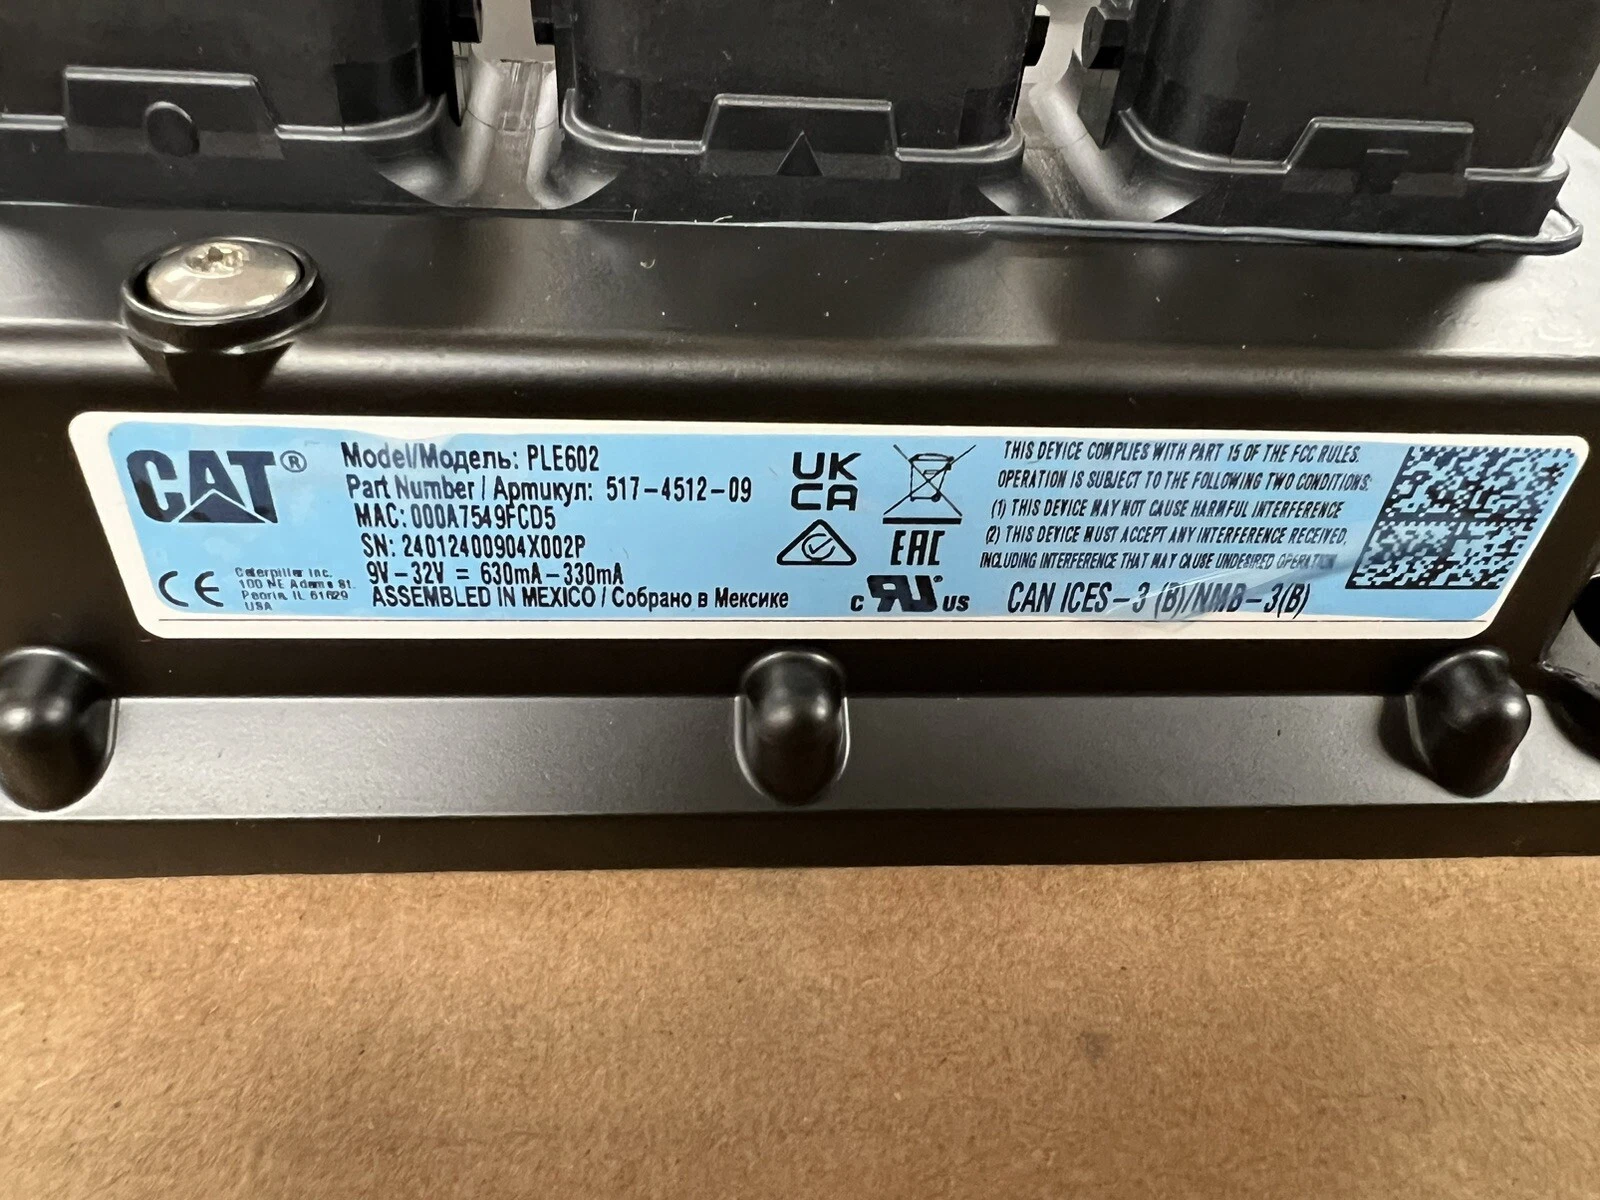 CAT®
Model/Модель: PLE602
Part Number / Артикул: 517-4512-09
MAC: 000A7549FCD5
SN: 24012400904X002P
9V-32V = 630mA-330mA
ASSEMBLED IN MEXICO / Собрано в Мексике
CE
Caterpillar Inc.
100 NE Adams St.
Peoria, IL 61629
USA
UK
CA
EAC
c RU® US
THIS DEVICE COMPLIES WITH PART 15 OF THE FCC RULES.
OPERATION IS SUBJECT TO THE FOLLOWING TWO CONDITIONS:
(1) THIS DEVICE MAY NOT CAUSE HARMFUL INTERFERENCE
(2) THIS DEVICE MUST ACCEPT ANY INTERFERENCE RECEIVED,
INCLUDING INTERFERENCE THAT MAY CAUSE UNDESIRED OPERATION
CAN ICES-3 (B)/NMB-3(B)